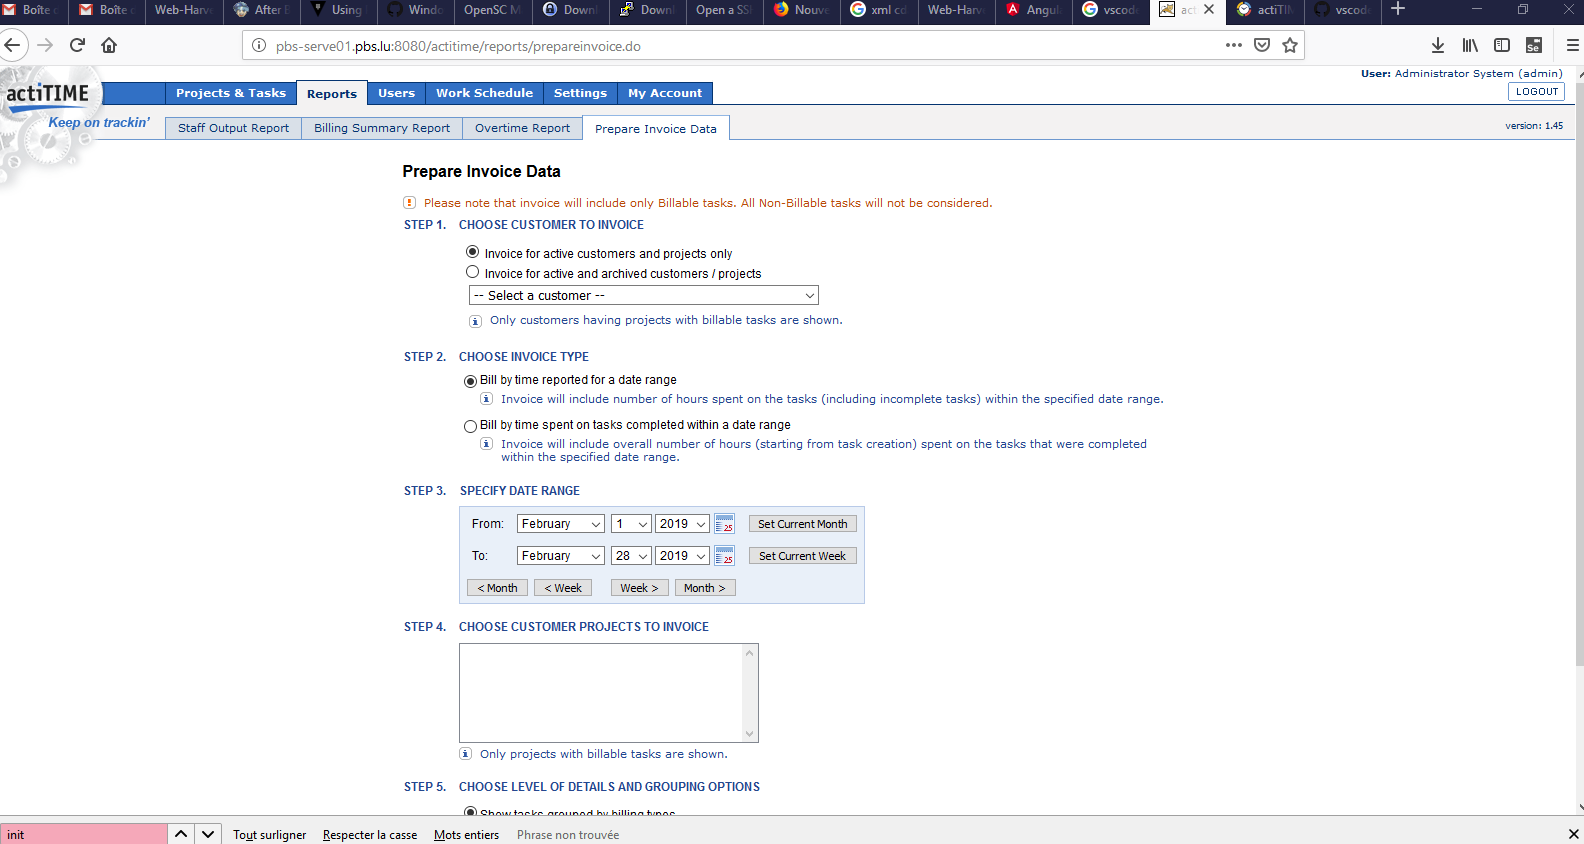 Boîte Boîte Web-Harv After Using Windo OpenSC M Down Down Open a SS Nouve xml cd Web-Harv Angul vscod act actiTI vscod
pbs-serve01.pbs.lu:8080/actitime/reports/prepareinvoice.do
User: Administrator System (admin)
actiTIME
Projects & Tasks Reports Users Work Schedule Settings My Account
LOGOUT
Keep on trackin'
Staff Output Report Billing Summary Report Overtime Report Prepare Invoice Data
version: 1.45
Prepare Invoice Data
Please note that invoice will include only Billable tasks. All Non-Billable tasks will not be considered.
STEP 1. CHOOSE CUSTOMER TO INVOICE
Invoice for active customers and projects only
Invoice for active and archived customers / projects
-- Select a customer --
Only customers having projects with billable tasks are shown.
STEP 2. CHOOSE INVOICE TYPE
Bill by time reported for a date range
Invoice will include number of hours spent on the tasks (including incomplete tasks) within the specified date range.
Bill by time spent on tasks completed within a date range
Invoice will include overall number of hours (starting from task creation) spent on the tasks that were completed
within the specified date range.
STEP 3. SPECIFY DATE RANGE
From: February 1 2019 25 Set Current Month
To: February 28 2019 25 Set Current Week
< Month < Week Week > Month >
STEP 4. CHOOSE CUSTOMER PROJECTS TO INVOICE
Only projects with billable tasks are shown.
STEP 5. CHOOSE LEVEL OF DETAILS AND GROUPING OPTIONS
Show tasks grouped by billing types
init Tout surligner Respecter la casse Mots entiers Phrase non trouvée